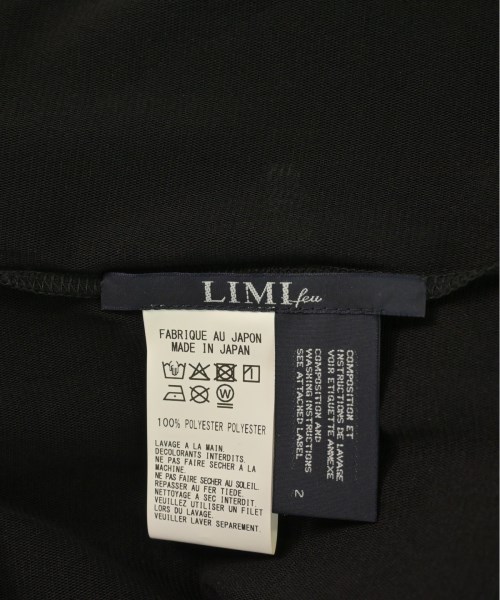 LIMI feu
FABRIQUE AU JAPON
MADE IN JAPAN
100% POLYESTER POLYESTER
LAVAGE A LA MAIN.
DECOLORANTS INTERDITS.
NE PAS FAIRE SECHER A LA
MACHINE.
NE PAS FAIRE SECHER AU SOLEIL.
REPASSER AU FER TIEDE.
NETTOYAGE A SEC INTERDIT.
VEUILLEZ UTILISER UN FILET
LORS DU LAVAGE.
VEUILLER LAVER SEPAREMENT.
COMPOSITION ET
INSTRUCTIONS DE LAVAGE
VOIR ETIQUETTE ANNEXE
COMPOSITION AND
WASHING INSTRUCTIONS
SEE ATTACHED LABEL
2